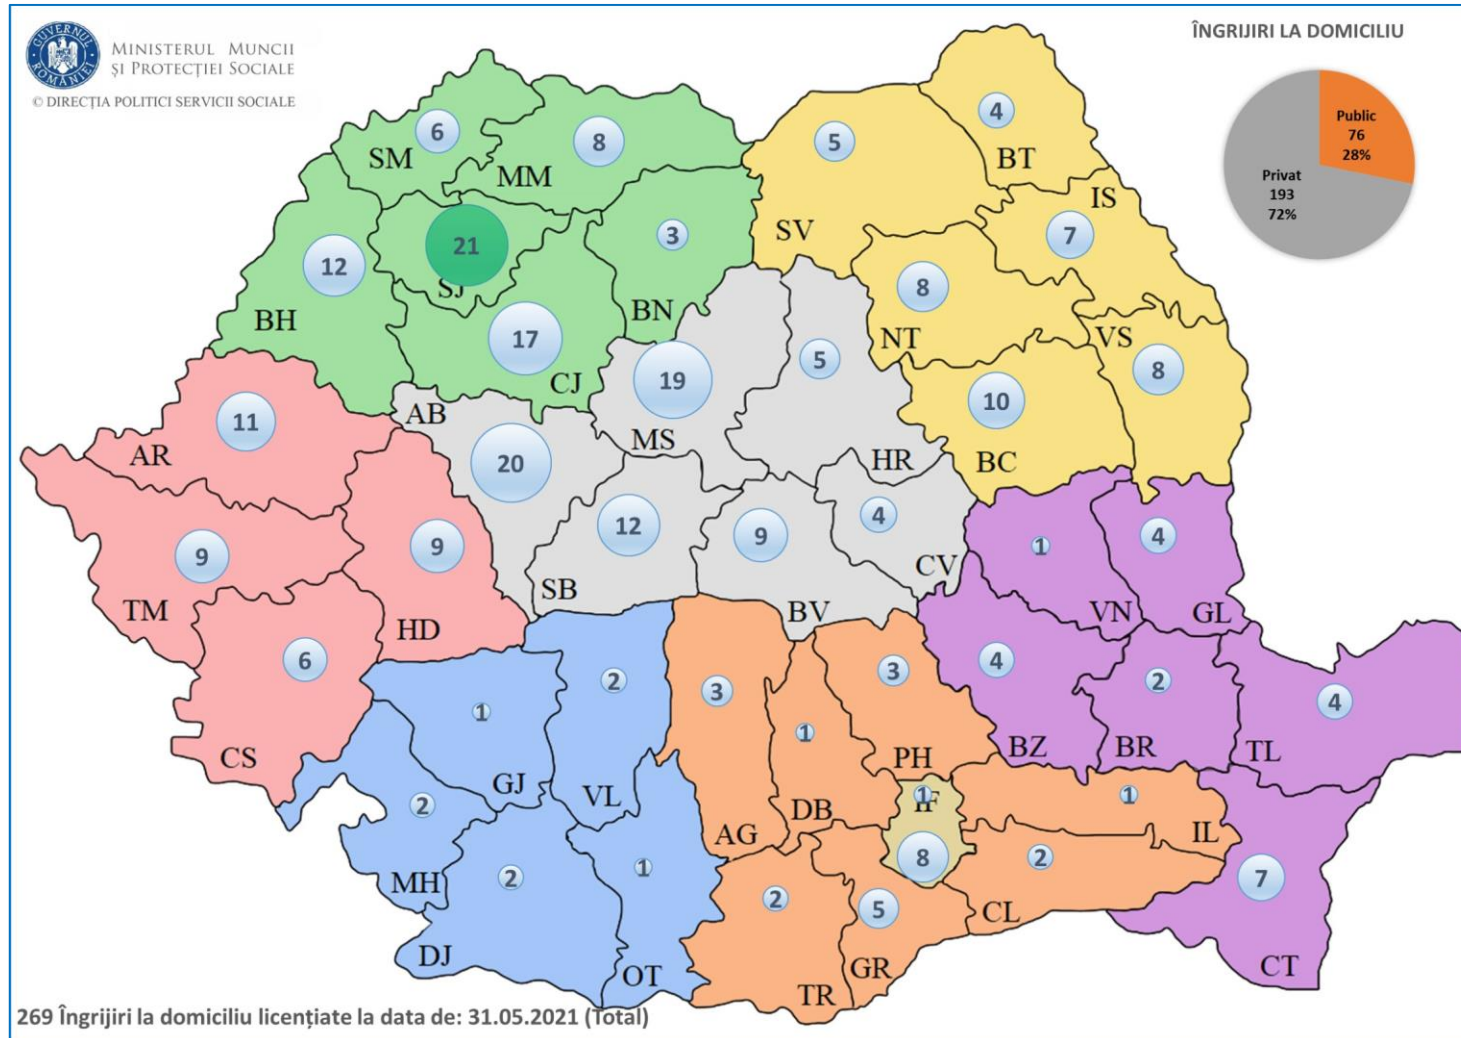 GUVERNUL ROMÂNIEI
MINISTERUL MUNCII
ȘI PROTECȚIEI SOCIALE
© DIRECȚIA POLITICI SERVICII SOCIALE
ÎNGRIJIRI LA DOMICILIU
Public
76
28%
Privat
193
72%
6
SM
8
MM
5
SV
4
BT
IS
7
21
SJ
3
BN
12
BH
17
CJ
8
NT
VS
8
5
HR
19
MS
10
BC
11
AR
AB
20
12
SB
9
BV
4
CV
1
VN
4
GL
9
TM
9
HD
6
CS
1
GJ
2
VL
3
AG
1
DB
3
PH
4
BZ
2
BR
4
TL
2
MH
2
DJ
1
OT
2
TR
1
IF
8
5
GR
1
IL
2
CL
7
CT
269 Îngrijiri la domiciliu licențiate la data de: 31.05.2021 (Total)